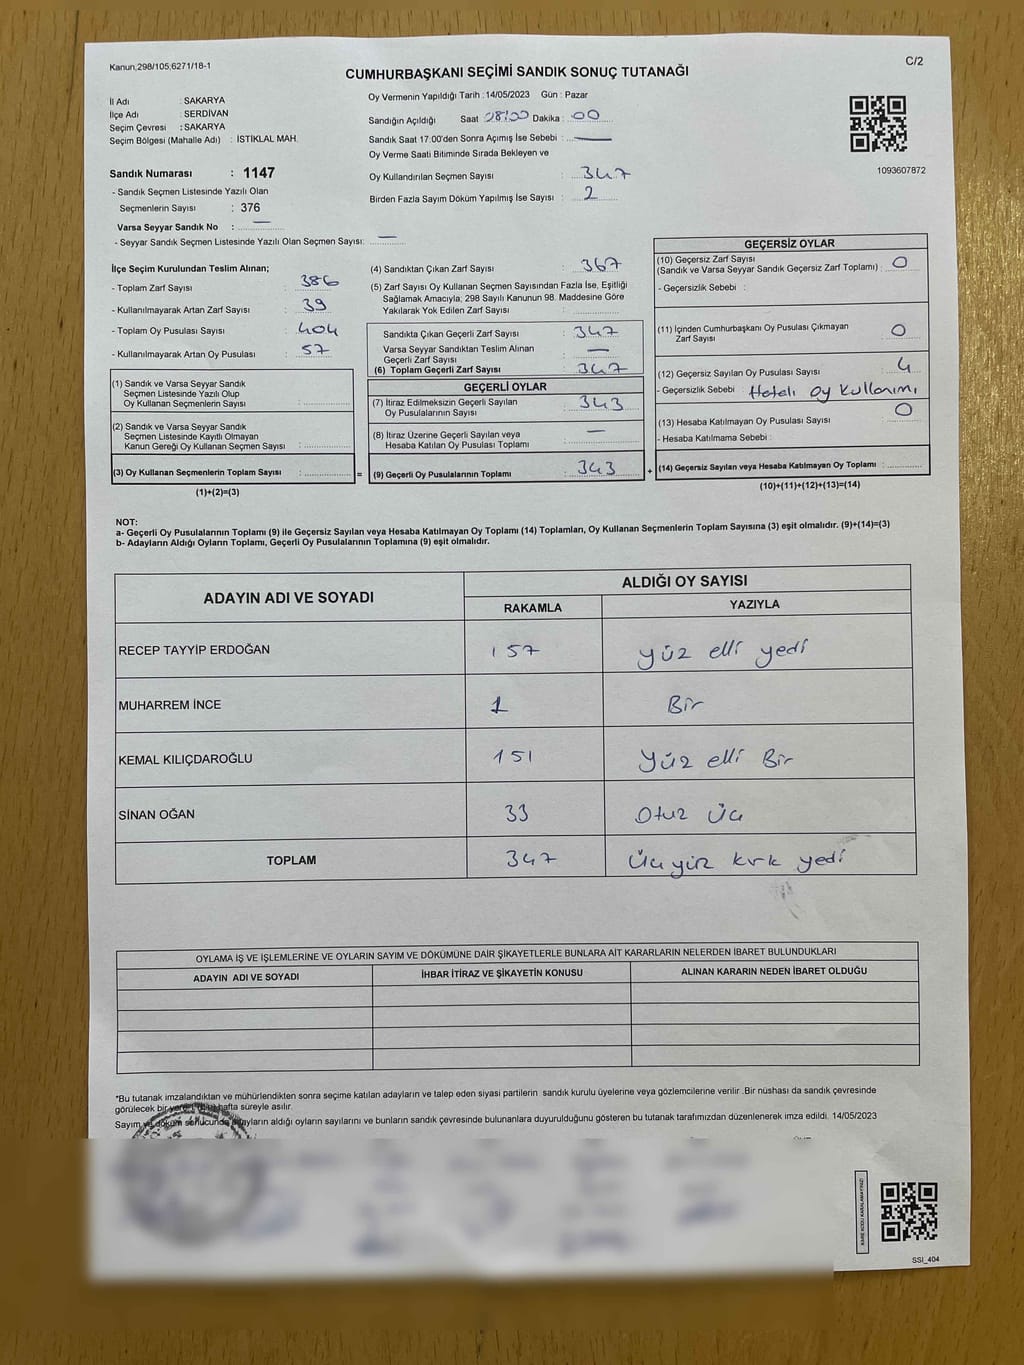 Kanun,298/105;6271/18-1
C/2
CUMHURBAŞKANI SEÇİMİ SANDIK SONUÇ TUTANAĞI
İl Adı : SAKARYA
İlçe Adı : SERDİVAN
Seçim Çevresi : SAKARYA
Seçim Bölgesi (Mahalle Adı) : İSTİKLAL MAH.
Sandık Numarası : 1147
- Sandık Seçmen Listesinde Yazılı Olan
Seçmenlerin Sayısı : 376
Varsa Seyyar Sandık No : —
- Seyyar Sandık Seçmen Listesinde Yazılı Olan Seçmen Sayısı: —
Oy Vermenin Yapıldığı Tarih :14/05/2023 Gün : Pazar
Sandığın Açıldığı Saat 08:00 Dakika : 00
Sandık Saat 17.00'den Sonra Açımış İse Sebebi : —
Oy Verme Saati Bitiminde Sırada Bekleyen ve
Oy Kullandırılan Seçmen Sayısı : 347
Birden Fazla Sayım Döküm Yapılmış İse Sayısı : 2
1093607872
İlçe Seçim Kurulundan Teslim Alınan;
- Toplam Zarf Sayısı : 386
- Kullanılmayarak Artan Zarf Sayısı : 39
- Toplam Oy Pusulası Sayısı : 404
- Kullanılmayarak Artan Oy Pusulası : 57
(1) Sandık ve Varsa Seyyar Sandık
Seçmen Listesinde Yazılı Olup
Oy Kullanan Seçmenlerin Sayısı :
(2) Sandık ve Varsa Seyyar Sandık
Seçmen Listesinde Kayıtlı Olmayan
Kanun Gereği Oy Kullanan Seçmen Sayısı :
(3) Oy Kullanan Seçmenlerin Toplam Sayısı : =
(1)+(2)=(3)
(4) Sandıktan Çıkan Zarf Sayısı : 367
(5) Zarf Sayısı Oy Kullanan Seçmen Sayısından Fazla İse, Eşitliği
Sağlamak Amacıyla; 298 Sayılı Kanunun 98. Maddesine Göre
Yakılarak Yok Edilen Zarf Sayısı :
Sandıkta Çıkan Geçerli Zarf Sayısı : 347
Varsa Seyyar Sandıktan Teslim Alınan
Geçerli Zarf Sayısı : —
(6) Toplam Geçerli Zarf Sayısı : 347
GEÇERLİ OYLAR
(7) İtiraz Edilmeksizin Geçerli Sayılan
Oy Pusulalarının Sayısı : 343
(8) İtiraz Üzerine Geçerli Sayılan veya
Hesaba Katılan Oy Pusulası Toplamı : —
(9) Geçerli Oy Pusulalarının Toplamı : 343 +
GEÇERSİZ OYLAR
(10) Geçersiz Zarf Sayısı
(Sandık ve Varsa Seyyar Sandık Geçersiz Zarf Toplamı) : 0
- Geçersizlik Sebebi :
(11) İçinden Cumhurbaşkanı Oy Pusulası Çıkmayan
Zarf Sayısı : 0
(12) Geçersiz Sayılan Oy Pusulası Sayısı : 4
- Geçersizlik Sebebi : Hatalı Oy Kullanımı
(13) Hesaba Katılmayan Oy Pusulası Sayısı : 0
- Hesaba Katılmama Sebebi :
(14) Geçersiz Sayılan veya Hesaba Katılmayan Oy Toplamı :
(10)+(11)+(12)+(13)=(14)
NOT:
a- Geçerli Oy Pusulalarının Toplamı (9) ile Geçersiz Sayılan veya Hesaba Katılmayan Oy Toplamı (14) Toplamları, Oy Kullanan Seçmenlerin Toplam Sayısına (3) eşit olmalıdır. (9)+(14)=(3)
b- Adayların Aldığı Oyların Toplamı, Geçerli Oy Pusulalarının Toplamına (9) eşit olmalıdır.
ADAYIN ADI VE SOYADI ALDIĞI OY SAYISI
RAKAMLA YAZIYLA
RECEP TAYYİP ERDOĞAN 157 yüz elli yedi
MUHARREM İNCE 1 Bir
KEMAL KILIÇDAROĞLU 151 Yüz elli Bir
SİNAN OĞAN 33 Otuz Üç
TOPLAM 347 Üçyüz kırk yedi
OYLAMA İŞ VE İŞLEMLERİNE VE OYLARIN SAYIM VE DÖKÜMÜNE DAİR ŞİKAYETLERLE BUNLARA AİT KARARLARIN NELERDEN İBARET BULUNDUKLARI
ADAYIN ADI VE SOYADI İHBAR İTİRAZ VE ŞİKAYETİN KONUSU ALINAN KARARIN NEDEN İBARET OLDUĞU
*Bu tutanak imzalandıktan ve mühürlendikten sonra seçime katılan adayların ve talep eden siyasi partilerin sandık kurulu üyelerine veya gözlemcilerine verilir .Bir nüshası da sandık çevresinde
görülecek bir yere hafta süreyle asılır.
Sayım ve döküm sonucunda adayların aldığı oyların sayılarını ve bunların sandık çevresinde bulunanlara duyurulduğunu gösteren bu tutanak tarafımızdan düzenlenerek imza edildi. 14/05/2023
KARE KODU KARALAMAYINIZ!
SSI_404